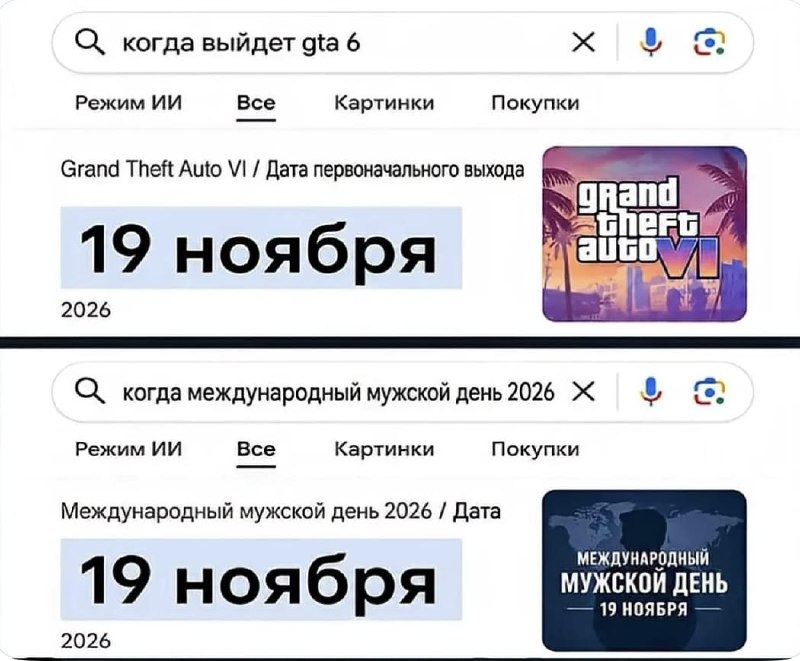 когда выйдет gta 6
Режим ИИ Все Картинки Покупки
Grand Theft Auto VI / Дата первоначального выхода
19 ноября
2026
grand
theft
auto VI
когда международный мужской день 2026
Режим ИИ Все Картинки Покупки
Международный мужской день 2026 / Дата
19 ноября
2026
МЕЖДУНАРОДНЫЙ
МУЖСКОЙ ДЕНЬ
19 НОЯБРЯ